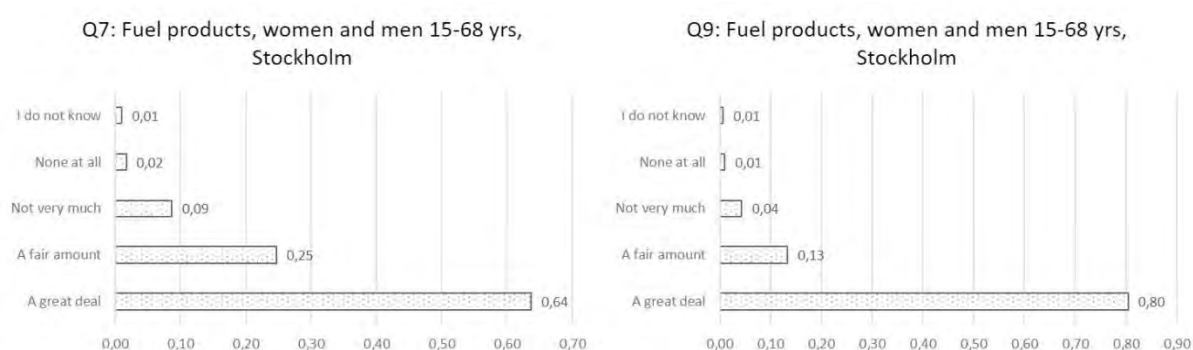 Q7: Fuel products, women and men 15-68 yrs,
Stockholm
I do not know 0,01
None at all 0,02
Not very much 0,09
A fair amount 0,25
A great deal 0,64
0,00 0,10 0,20 0,30 0,40 0,50 0,60 0,70
Q9: Fuel products, women and men 15-68 yrs,
Stockholm
I do not know 0,01
None at all 0,01
Not very much 0,04
A fair amount 0,13
A great deal 0,80
0,00 0,10 0,20 0,30 0,40 0,50 0,60 0,70 0,80 0,90